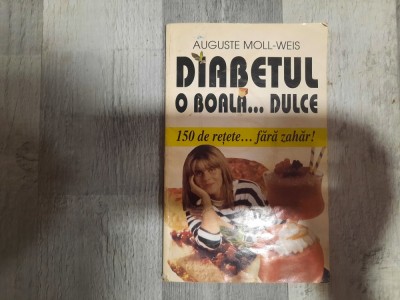 AUGUSTE MOLL-WEIS
DIABETUL
O BOALĂ... DULCE
150 de rețete... fără zahăr!